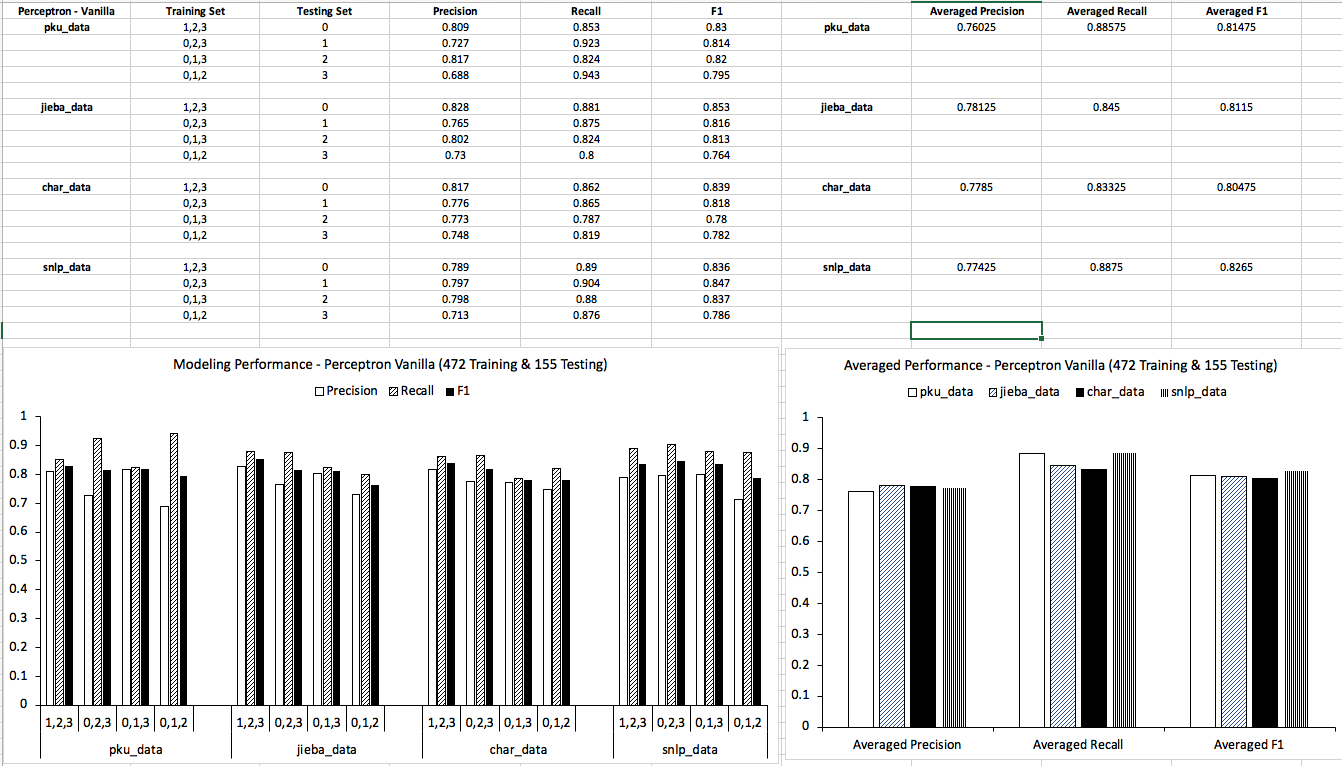 Perceptron - Vanilla Training Set Testing Set Precision Recall F1 Averaged Precision Averaged Recall Averaged F1
pku_data 1,2,3 0 0.809 0.853 0.83 pku_data 0.76025 0.88575 0.81475
0,2,3 1 0.727 0.923 0.814
0,1,3 2 0.817 0.824 0.82
0,1,2 3 0.688 0.943 0.795
jieba_data 1,2,3 0 0.828 0.881 0.853 jieba_data 0.78125 0.845 0.8115
0,2,3 1 0.765 0.875 0.816
0,1,3 2 0.802 0.824 0.813
0,1,2 3 0.73 0.8 0.764
char_data 1,2,3 0 0.817 0.862 0.839 char_data 0.7785 0.83325 0.80475
0,2,3 1 0.776 0.865 0.818
0,1,3 2 0.773 0.787 0.78
0,1,2 3 0.748 0.819 0.782
snlp_data 1,2,3 0 0.789 0.89 0.836 snlp_data 0.77425 0.8875 0.8265
0,2,3 1 0.797 0.904 0.847
0,1,3 2 0.798 0.88 0.837
0,1,2 3 0.713 0.876 0.786
Modeling Performance - Perceptron Vanilla (472 Training & 155 Testing)
Precision Recall F1
1
0.9
0.8
0.7
0.6
0.5
0.4
0.3
0.2
0.1
0
1,2,3 0,2,3 0,1,3 0,1,2 1,2,3 0,2,3 0,1,3 0,1,2 1,2,3 0,2,3 0,1,3 0,1,2 1,2,3 0,2,3 0,1,3 0,1,2
pku_data jieba_data char_data snlp_data
Averaged Performance - Perceptron Vanilla (472 Training & 155 Testing)
pku_data jieba_data char_data snlp_data
1
0.9
0.8
0.7
0.6
0.5
0.4
0.3
0.2
0.1
0
Averaged Precision Averaged Recall Averaged F1